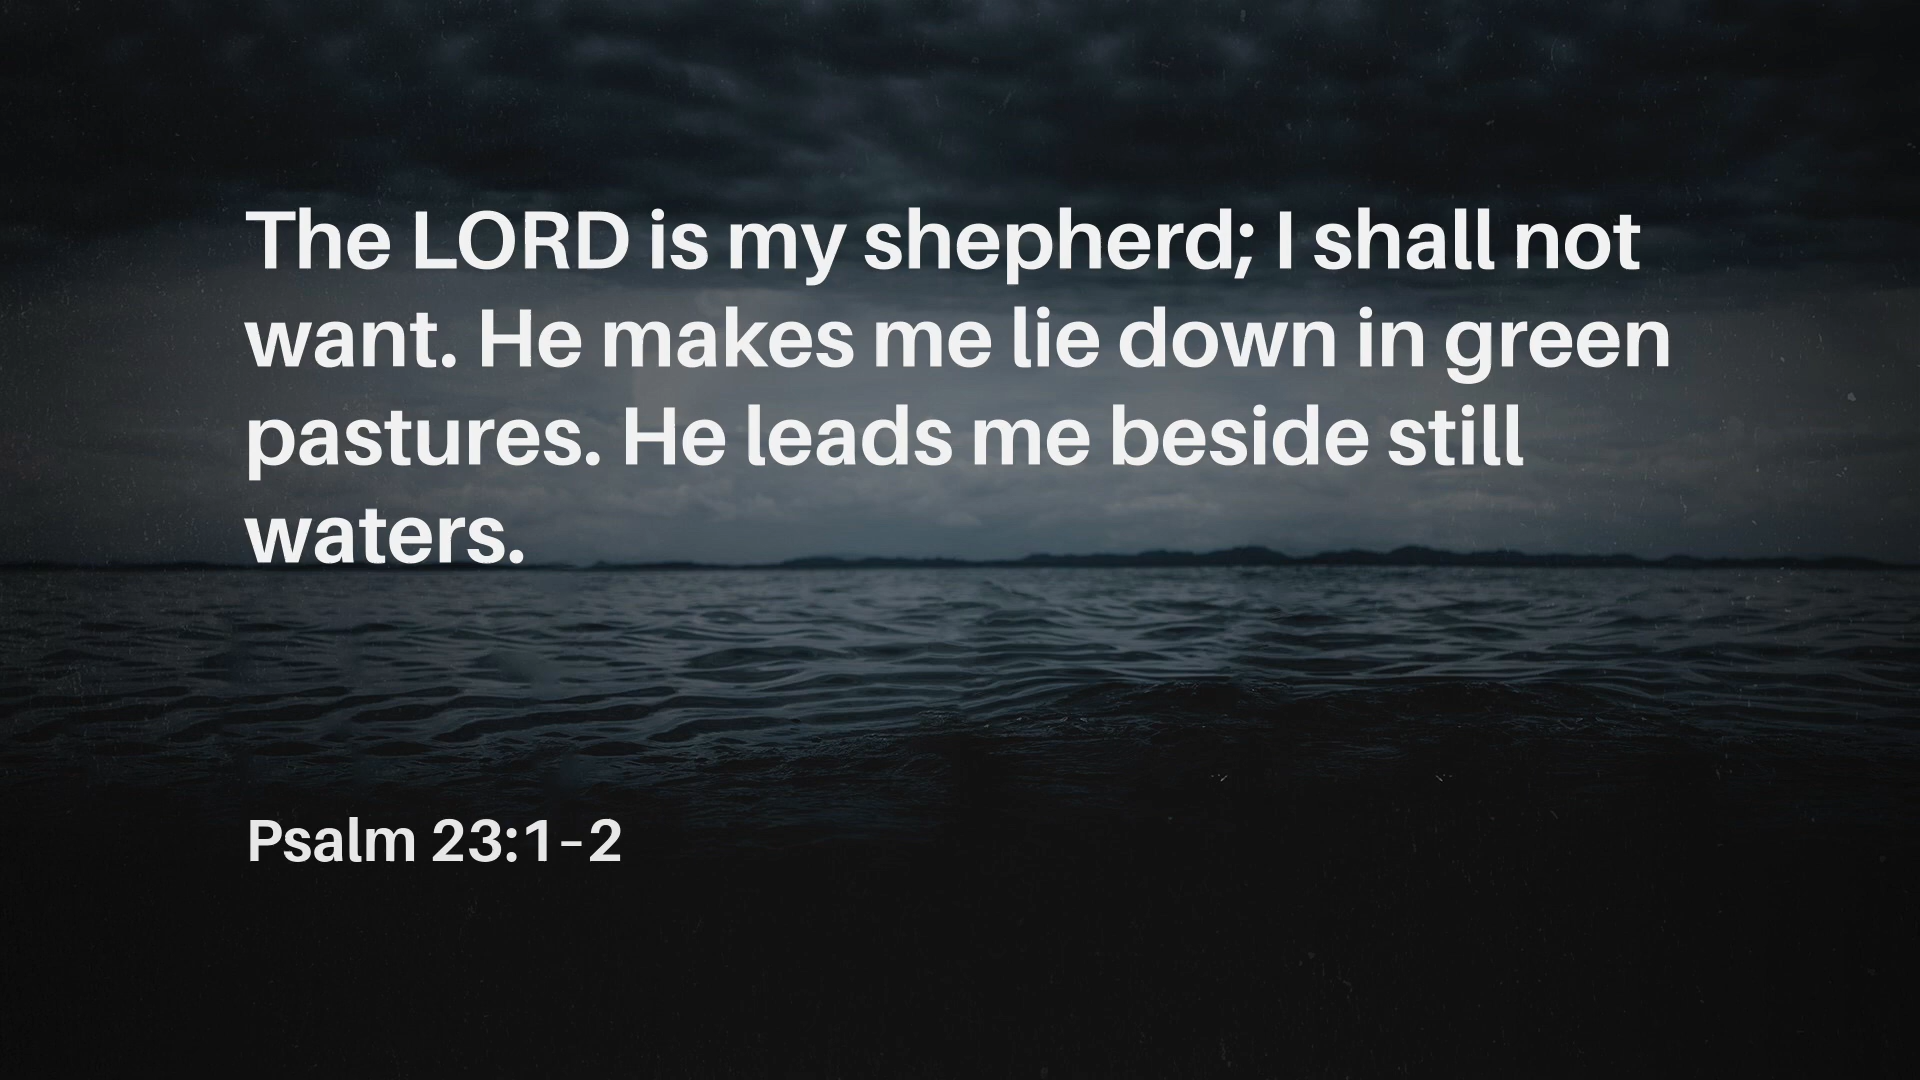 The LORD is my shepherd; I shall not
want. He makes me lie down in green
pastures. He leads me beside still
waters.
Psalm 23:1–2